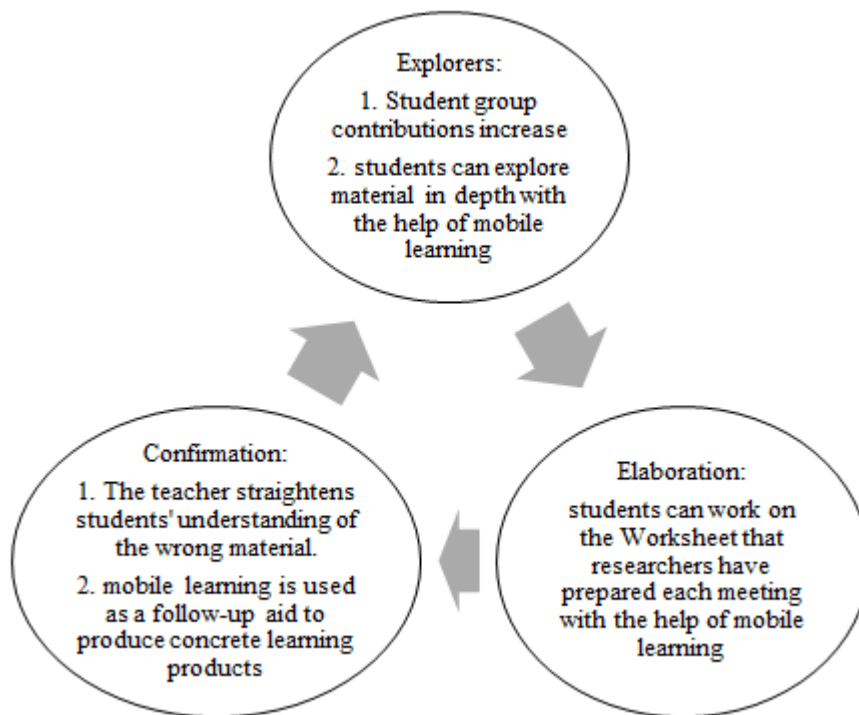 Explorers:
1. Student group
contributions increase
2. students can explore
material in depth with
the help of mobile
learning
Confirmation:
1. The teacher straightens
students' understanding of
the wrong material.
2. mobile learning is used
as a follow-up aid to
produce concrete learning
products
Elaboration:
students can work on
the Worksheet that
researchers have
prepared each meeting
with the help of mobile
learning